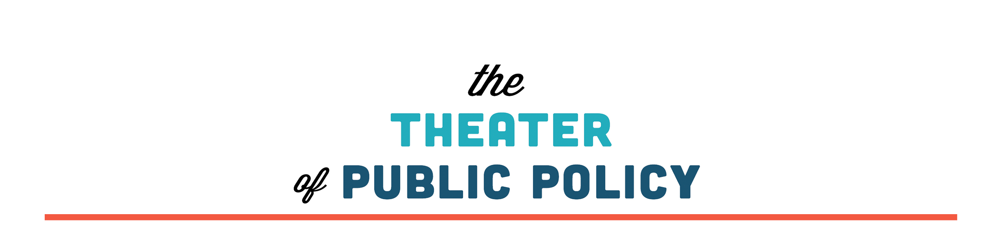 the
THEATER
of PUBLIC POLICY